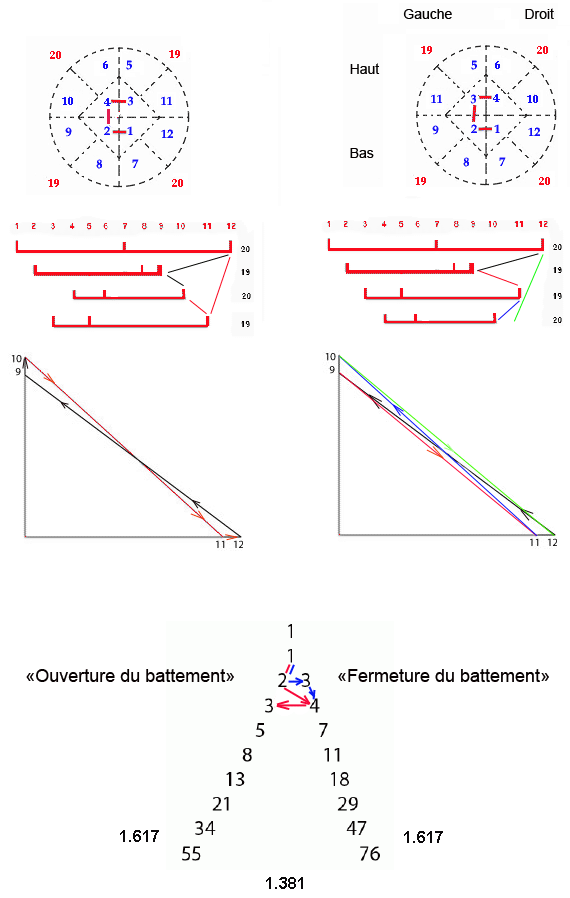 Gauche Droit
20 19 19 20
6 5 Haut 5 6
10 4 3 11 11 3 4 10
9 2 1 12 Bas 9 2 1 12
8 7 8 7
19 20 19 20
1 2 3 4 5 6 7 8 9 10 11 12 1 2 3 4 5 6 7 8 9 10 11 12
20 20
19 19
20 19
19 20
10 10
9 9
11 12 11 12
1
1
«Ouverture du battement» 2 3 «Fermeture du battement»
3 4
5 7
8 11
13 18
21 29
34 47
1.617 1.617
55 76
1.381